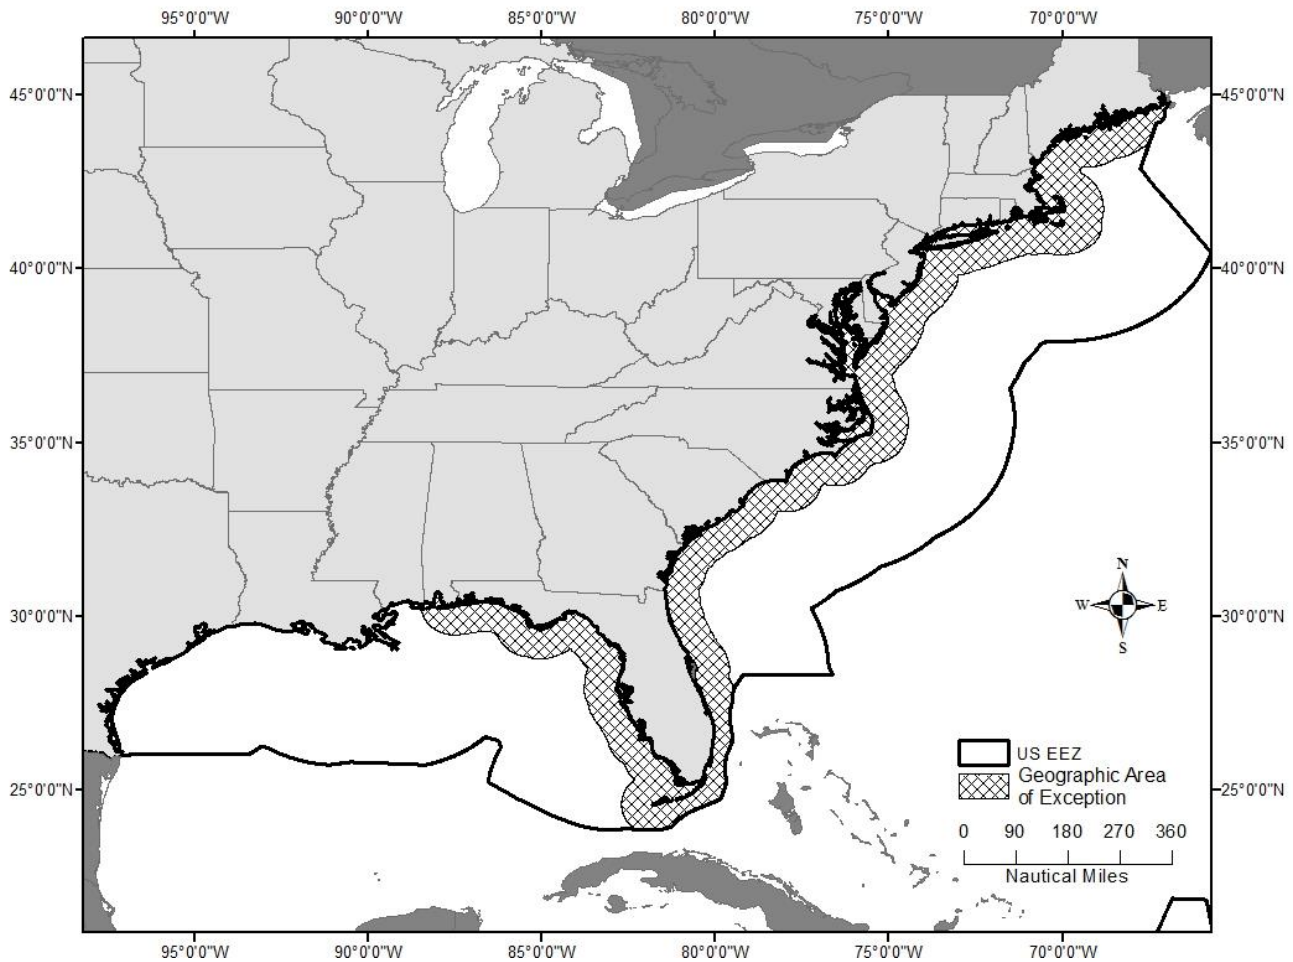 95°0'0"W 90°0'0"W 85°0'0"W 80°0'0"W 75°0'0"W 70°0'0"W
45°0'0"N 45°0'0"N
40°0'0"N 40°0'0"N
35°0'0"N 35°0'0"N
N
W E
S
30°0'0"N 30°0'0"N
US EEZ
Geographic Area
of Exception
25°0'0"N 25°0'0"N
0 90 180 270 360
Nautical Miles
95°0'0"W 90°0'0"W 85°0'0"W 80°0'0"W 75°0'0"W 70°0'0"W